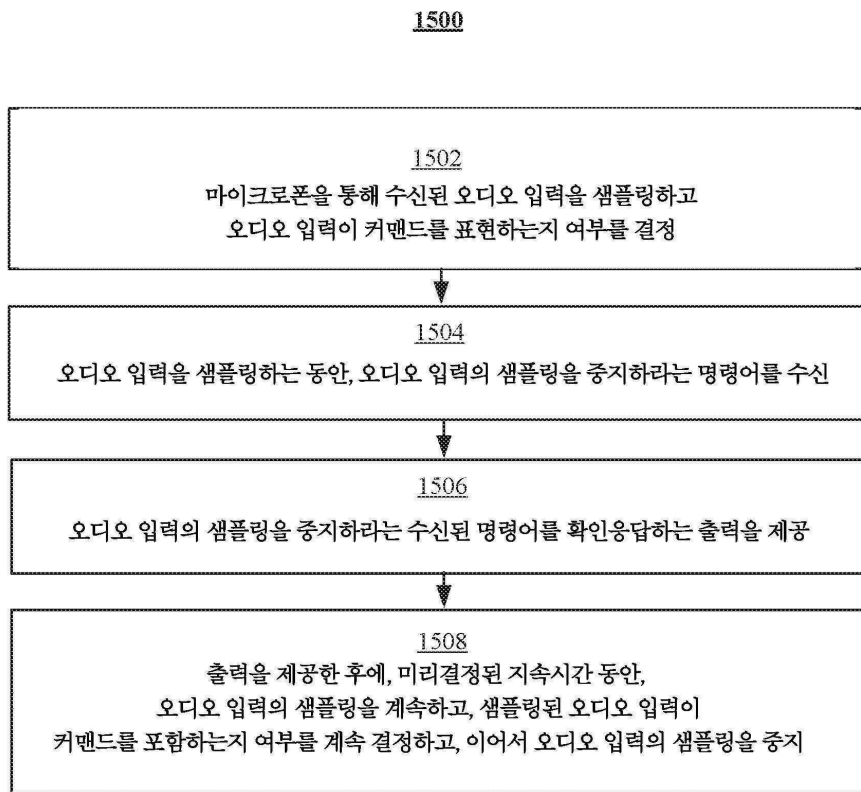 1500
1502
마이크로폰을 통해 수신된 오디오 입력을 샘플링하고
오디오 입력이 커맨드를 표현하는지 여부를 결정
1504
오디오 입력을 샘플링하는 동안, 오디오 입력의 샘플링을 중지하라는 명령어를 수신
1506
오디오 입력의 샘플링을 중지하라는 수신된 명령어를 확인응답하는 출력을 제공
1508
출력을 제공한 후에, 미리결정된 지속시간 동안,
오디오 입력의 샘플링을 계속하고, 샘플링된 오디오 입력이
커맨드를 포함하는지 여부를 계속 결정하고, 이어서 오디오 입력의 샘플링을 중지